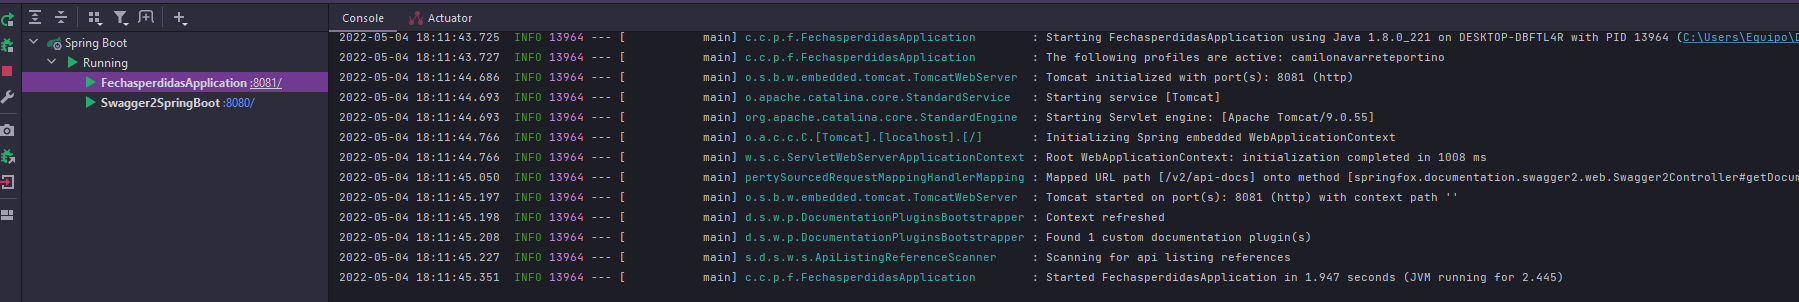 Console
Actuator
Spring Boot
Running
FechasperdidasApplication :8081/
Swagger2SpringBoot :8080/
2022-05-04 18:11:43.725  INFO 13964 --- [           main] c.c.p.f.FechasperdidasApplication        : Starting FechasperdidasApplication using Java 1.8.0_221 on DESKTOP-DBFTL4R with PID 13964 (C:\Users\Equipo\D
2022-05-04 18:11:43.727  INFO 13964 --- [           main] c.c.p.f.FechasperdidasApplication        : The following profiles are active: camilonavarreteportino
2022-05-04 18:11:44.686  INFO 13964 --- [           main] o.s.b.w.embedded.tomcat.TomcatWebServer  : Tomcat initialized with port(s): 8081 (http)
2022-05-04 18:11:44.693  INFO 13964 --- [           main] o.apache.catalina.core.StandardService   : Starting service [Tomcat]
2022-05-04 18:11:44.693  INFO 13964 --- [           main] org.apache.catalina.core.StandardEngine  : Starting Servlet engine: [Apache Tomcat/9.0.55]
2022-05-04 18:11:44.766  INFO 13964 --- [           main] o.a.c.c.C.[Tomcat].[localhost].[/]       : Initializing Spring embedded WebApplicationContext
2022-05-04 18:11:44.766  INFO 13964 --- [           main] w.s.c.ServletWebServerApplicationContext : Root WebApplicationContext: initialization completed in 1008 ms
2022-05-04 18:11:45.050  INFO 13964 --- [           main] pertySourcedRequestMappingHandlerMapping : Mapped URL path [/v2/api-docs] onto method [springfox.documentation.swagger2.web.Swagger2Controller#getDocum
2022-05-04 18:11:45.197  INFO 13964 --- [           main] o.s.b.w.embedded.tomcat.TomcatWebServer  : Tomcat started on port(s): 8081 (http) with context path ''
2022-05-04 18:11:45.198  INFO 13964 --- [           main] d.s.w.p.DocumentationPluginsBootstrapper : Context refreshed
2022-05-04 18:11:45.208  INFO 13964 --- [           main] d.s.w.p.DocumentationPluginsBootstrapper : Found 1 custom documentation plugin(s)
2022-05-04 18:11:45.227  INFO 13964 --- [           main] s.d.s.w.s.ApiListingReferenceScanner     : Scanning for api listing references
2022-05-04 18:11:45.351  INFO 13964 --- [           main] c.c.p.f.FechasperdidasApplication        : Started FechasperdidasApplication in 1.947 seconds (JVM running for 2.445)